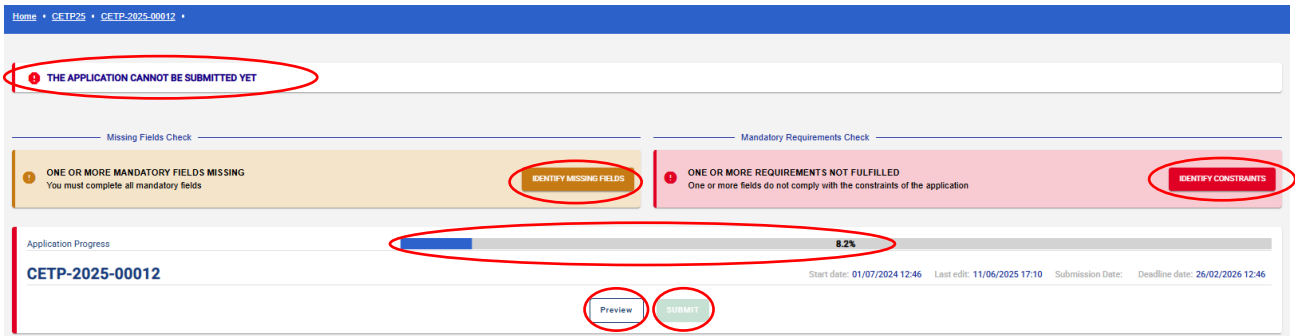 Home • CETP25 • CETP-2025-00012 •
THE APPLICATION CANNOT BE SUBMITTED YET
Missing Fields Check
Mandatory Requirements Check
ONE OR MORE MANDATORY FIELDS MISSING
You must complete all mandatory fields
IDENTIFY MISSING FIELDS
ONE OR MORE REQUIREMENTS NOT FULFILLED
One or more fields do not comply with the constraints of the application
IDENTIFY CONSTRAINTS
Application Progress
8.2%
CETP-2025-00012
Start date: 01/07/2024 12:46 Last edit: 11/06/2025 17:10 Submission Date: Deadline date: 26/02/2026 12:46
Preview
SUBMIT